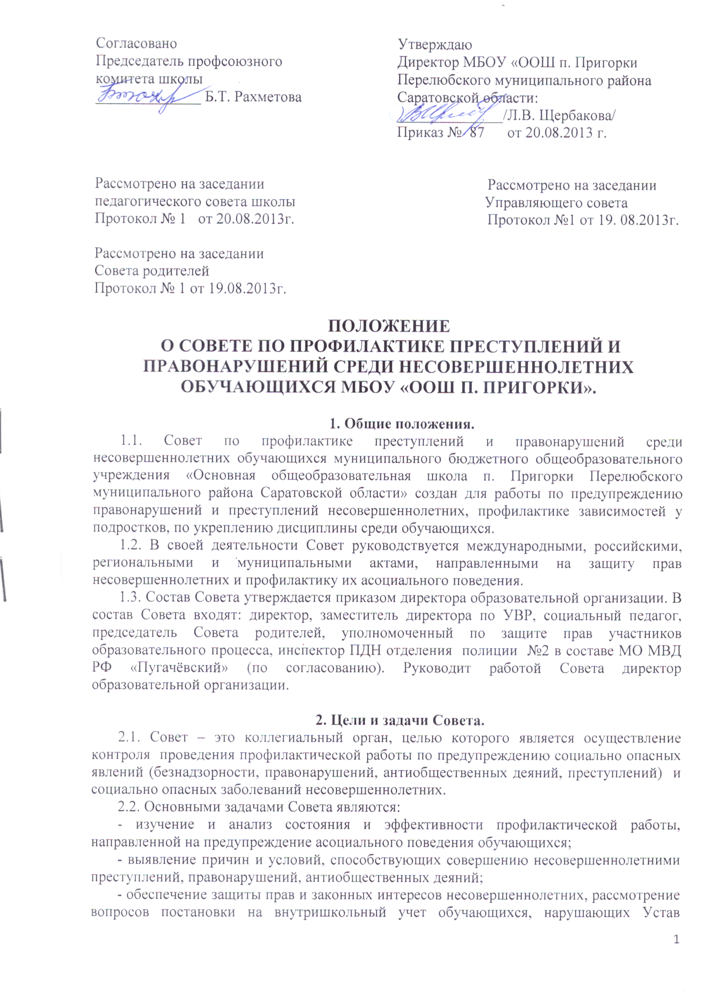 Согласовано
Председатель профсоюзного
комитета школы
Б.Т. Рахметова
Утверждаю
Директор МБОУ «ООШ п. Пригорки
Перелюбского муниципального района
Саратовской области:
/Л.В. Щербакова/
Приказ № 87 от 20.08.2013 г.
Рассмотрено на заседании
педагогического совета школы
Протокол № 1 от 20.08.2013г.
Рассмотрено на заседании
Управляющего совета
Протокол №1 от 19. 08.2013г.
Рассмотрено на заседании
Совета родителей
Протокол № 1 от 19.08.2013г.
ПОЛОЖЕНИЕ
О СОВЕТЕ ПО ПРОФИЛАКТИКЕ ПРЕСТУПЛЕНИЙ И
ПРАВОНАРУШЕНИЙ СРЕДИ НЕСОВЕРШЕННОЛЕТНИХ
ОБУЧАЮЩИХСЯ МБОУ «ООШ П. ПРИГОРКИ».
1. Общие положения.
1.1. Совет по профилактике преступлений и правонарушений среди
несовершеннолетних обучающихся муниципального бюджетного общеобразовательного
учреждения «Основная общеобразовательная школа п. Пригорки Перелюбского
муниципального района Саратовской области» создан для работы по предупреждению
правонарушений и преступлений несовершеннолетних, профилактике зависимостей у
подростков, по укреплению дисциплины среди обучающихся.
1.2. В своей деятельности Совет руководствуется международными, российскими,
региональными и муниципальными актами, направленными на защиту прав
несовершеннолетних и профилактику их асоциального поведения.
1.3. Состав Совета утверждается приказом директора образовательной организации. В
состав Совета входят: директор, заместитель директора по УВР, социальный педагог,
председатель Совета родителей, уполномоченный по защите прав участников
образовательного процесса, инспектор ПДН отделения полиции №2 в составе МО МВД
РФ «Пугачёвский» (по согласованию). Руководит работой Совета директор
образовательной организации.
2. Цели и задачи Совета.
2.1. Совет – это коллегиальный орган, целью которого является осуществление
контроля проведения профилактической работы по предупреждению социально опасных
явлений (безнадзорности, правонарушений, антиобщественных деяний, преступлений) и
социально опасных заболеваний несовершеннолетних.
2.2. Основными задачами Совета являются:
- изучение и анализ состояния и эффективности профилактической работы,
направленной на предупреждение асоциального поведения обучающихся;
- выявление причин и условий, способствующих совершению несовершеннолетними
преступлений, правонарушений, антиобщественных деяний;
- обеспечение защиты прав и законных интересов несовершеннолетних, рассмотрение
вопросов постановки на внутришкольный учет обучающихся, нарушающих Устав
1